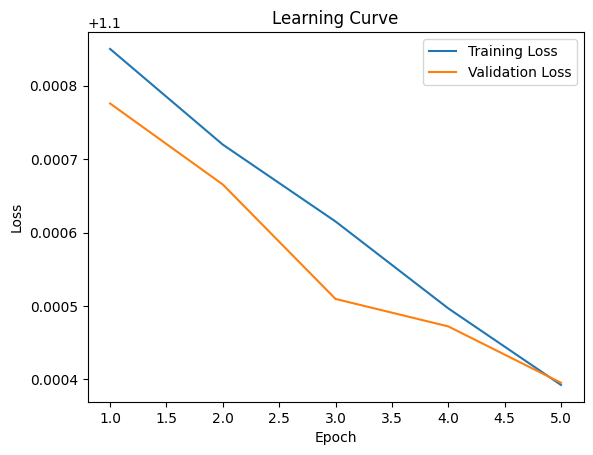 Learning Curve
+1.1
Training Loss
Validation Loss
0.0008
0.0007
0.0006
0.0005
0.0004
Loss
1.0 1.5 2.0 2.5 3.0 3.5 4.0 4.5 5.0
Epoch